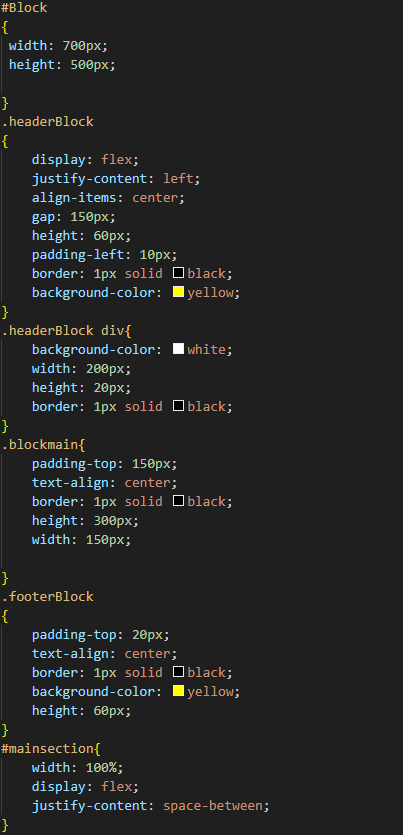 #Block
{
 width: 700px;
 height: 500px;

}
.headerBlock
{
    display: flex;
    justify-content: left;
    align-items: center;
    gap: 150px;
    height: 60px;
    padding-left: 10px;
    border: 1px solid black;
    background-color: yellow;
}
.headerBlock div{
    background-color: white;
    width: 200px;
    height: 20px;
    border: 1px solid black;
}
.blockmain{
    padding-top: 150px;
    text-align: center;
    border: 1px solid black;
    height: 300px;
    width: 150px;

}
.footerBlock
{
    padding-top: 20px;
    text-align: center;
    border: 1px solid black;
    background-color: yellow;
    height: 60px;
}
#mainsection{
    width: 100%;
    display: flex;
    justify-content: space-between;
}